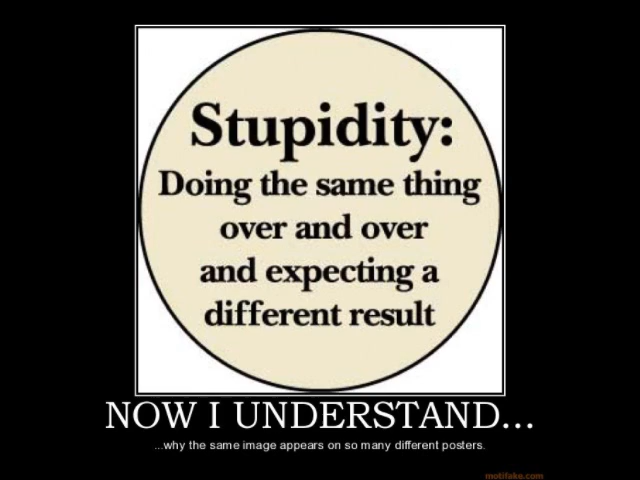 Stupidity:
Doing the same thing
over and over
and expecting a
different result
NOW I UNDERSTAND...
...why the same image appears on so many different posters.
motifake.com